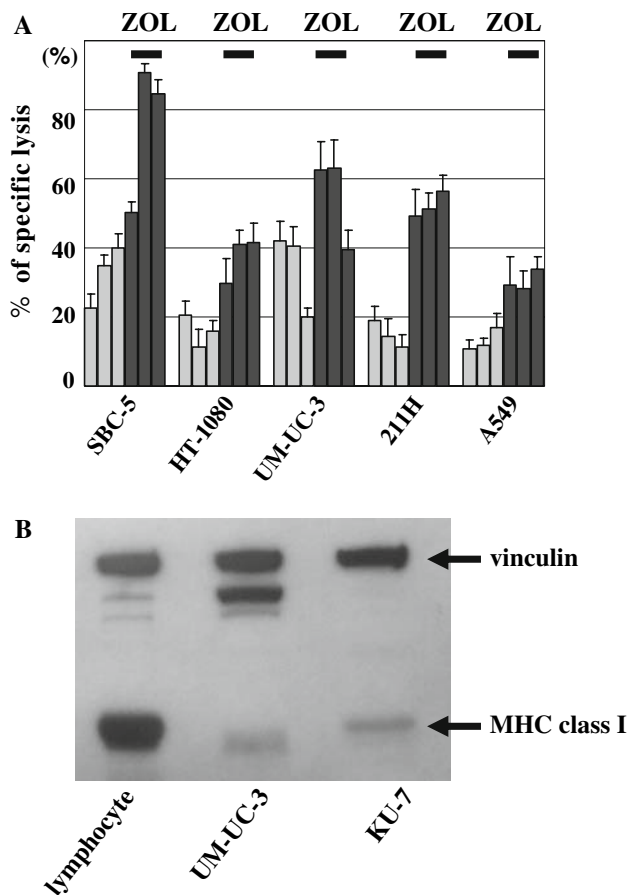 A
ZOL ZOL ZOL ZOL ZOL
(%)
% of specific lysis
80
60
40
20
0
SBC-5
HT-1080
UM-UC-3
211H
A549
B
vinculin
MHC class I
lymphocyte
UM-UC-3
KU-7